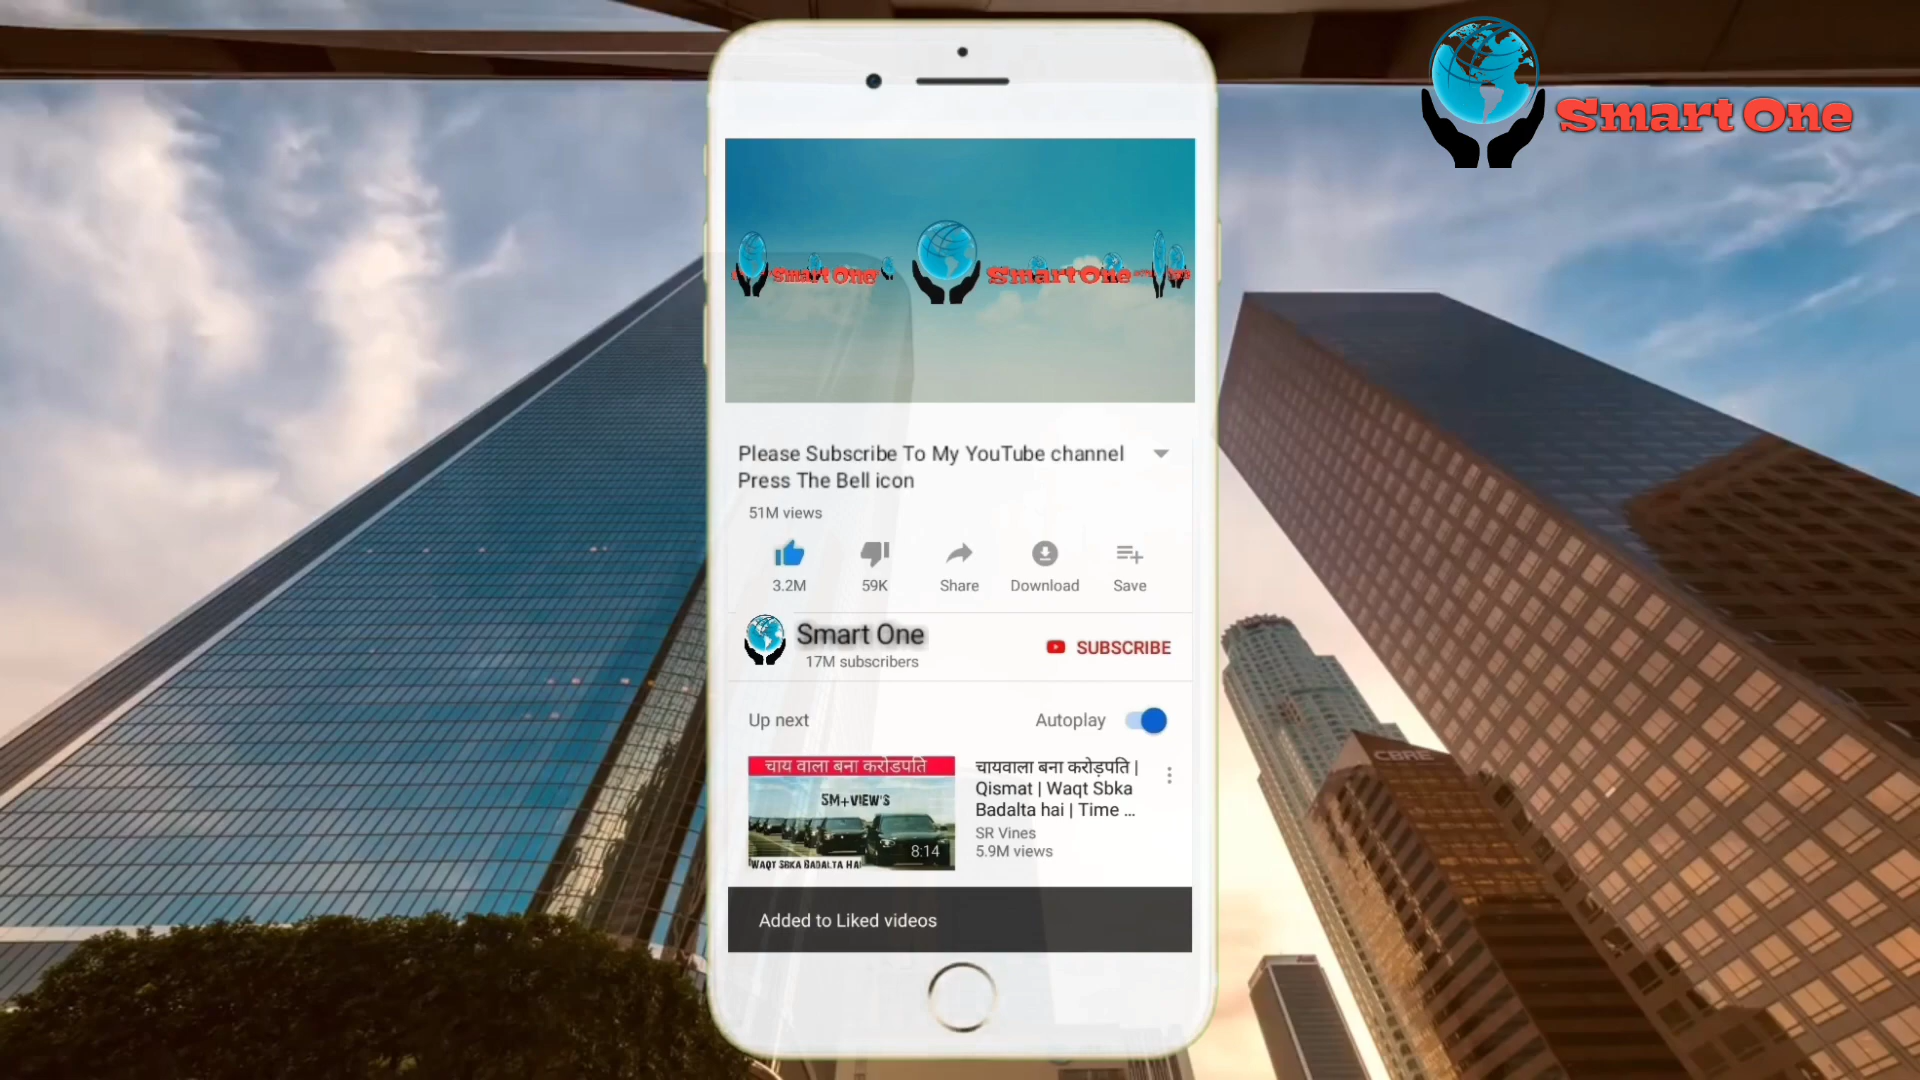 Smart One
Smart One
Smart One
Please Subscribe To My YouTube channel
Press The Bell icon
51M views
3.2M
59K
Share
Download
Save
Smart One
17M subscribers
SUBSCRIBE
Up next
Autoplay
चाय वाला बना करोडपति
5M+VIEW'S
8:14
WAQT SBKA BADALTA HAI
चायवाला बना करोड़पति |
Qismat | Waqt Sbka
Badalta hai | Time ...
SR Vines
5.9M views
CBRE
Added to Liked videos